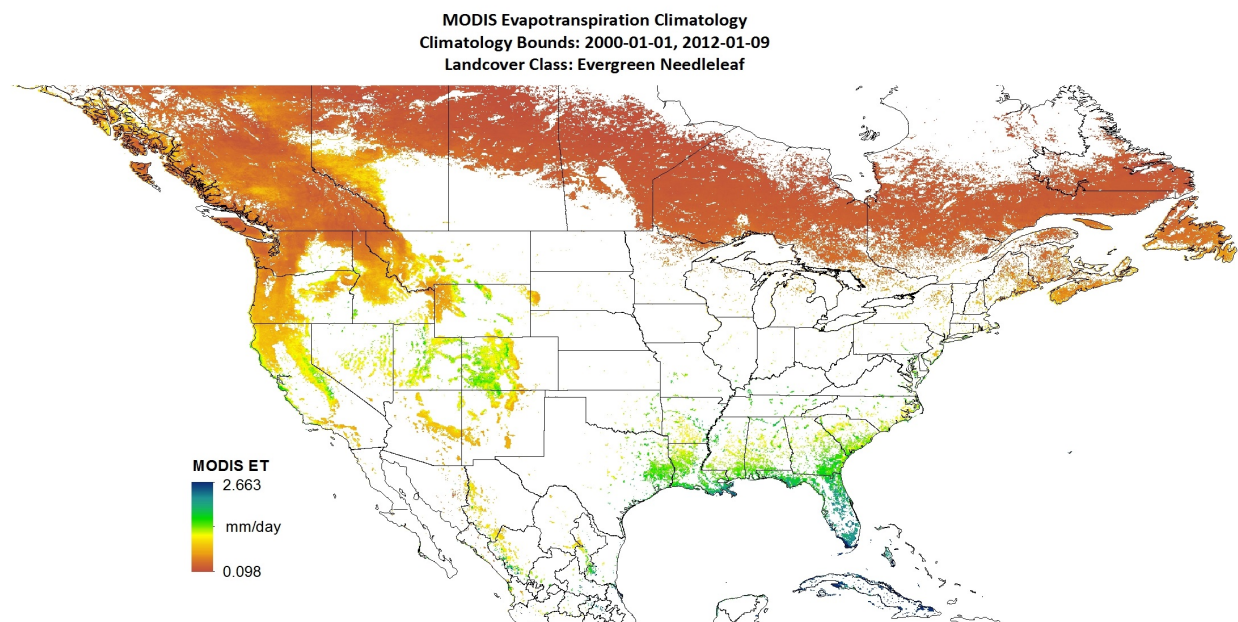 MODIS Evapotranspiration Climatology
Climatology Bounds: 2000-01-01, 2012-01-09
Landcover Class: Evergreen Needleleaf
MODIS ET
2.663
mm/day
0.098